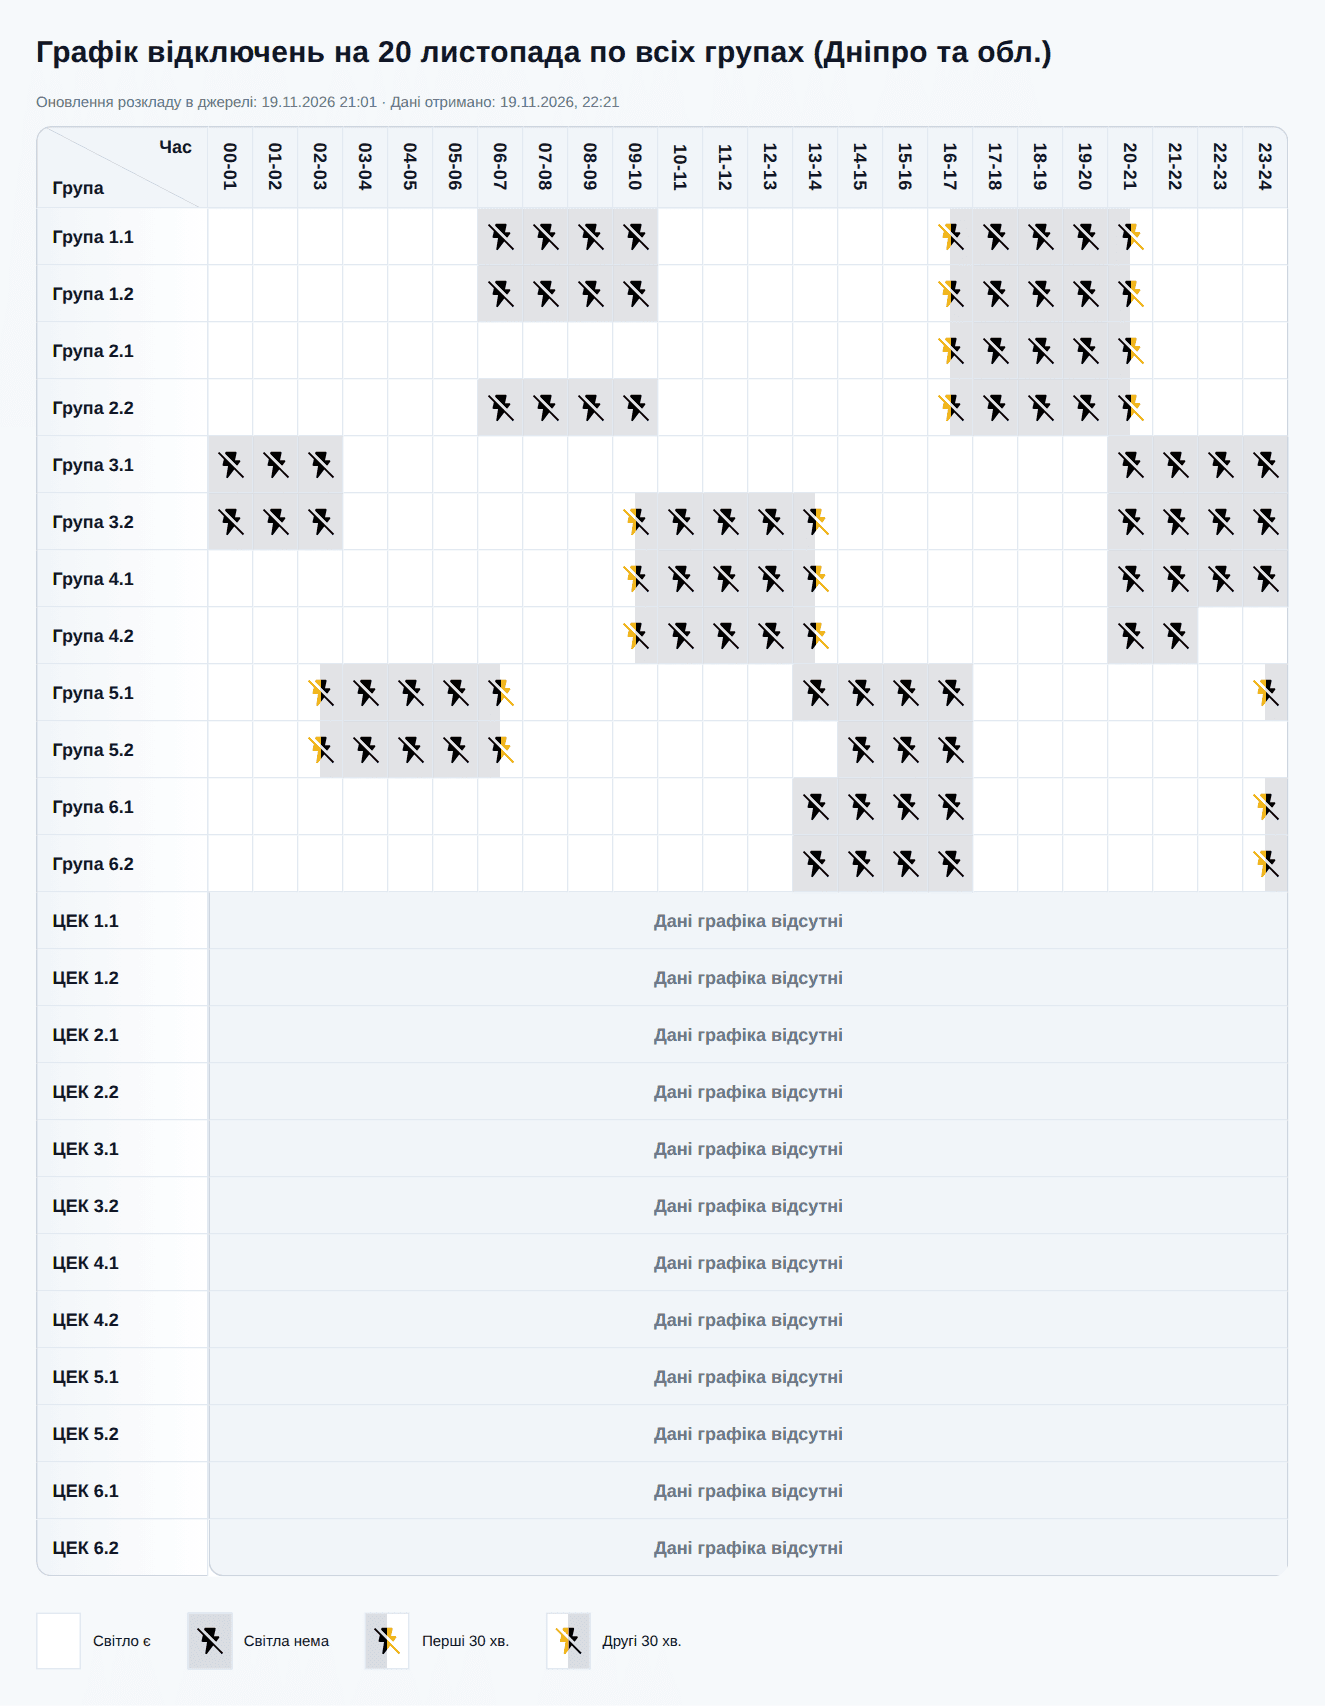 Графік відключень на 20 листопада по всіх групах (Дніпро та обл.)
Оновлення розкладу в джерелі: 19.11.2026 21:01 · Дані отримано: 19.11.2026, 22:21
Час
Група
00-01 01-02 02-03 03-04 04-05 05-06 06-07 07-08 08-09 09-10 10-11 11-12 12-13 13-14 14-15 15-16 16-17 17-18 18-19 19-20 20-21 21-22 22-23 23-24
Група 1.1
Група 1.2
Група 2.1
Група 2.2
Група 3.1
Група 3.2
Група 4.1
Група 4.2
Група 5.1
Група 5.2
Група 6.1
Група 6.2
ЦЕК 1.1 Дані графіка відсутні
ЦЕК 1.2 Дані графіка відсутні
ЦЕК 2.1 Дані графіка відсутні
ЦЕК 2.2 Дані графіка відсутні
ЦЕК 3.1 Дані графіка відсутні
ЦЕК 3.2 Дані графіка відсутні
ЦЕК 4.1 Дані графіка відсутні
ЦЕК 4.2 Дані графіка відсутні
ЦЕК 5.1 Дані графіка відсутні
ЦЕК 5.2 Дані графіка відсутні
ЦЕК 6.1 Дані графіка відсутні
ЦЕК 6.2 Дані графіка відсутні
Світло є Світла нема Перші 30 хв. Другі 30 хв.